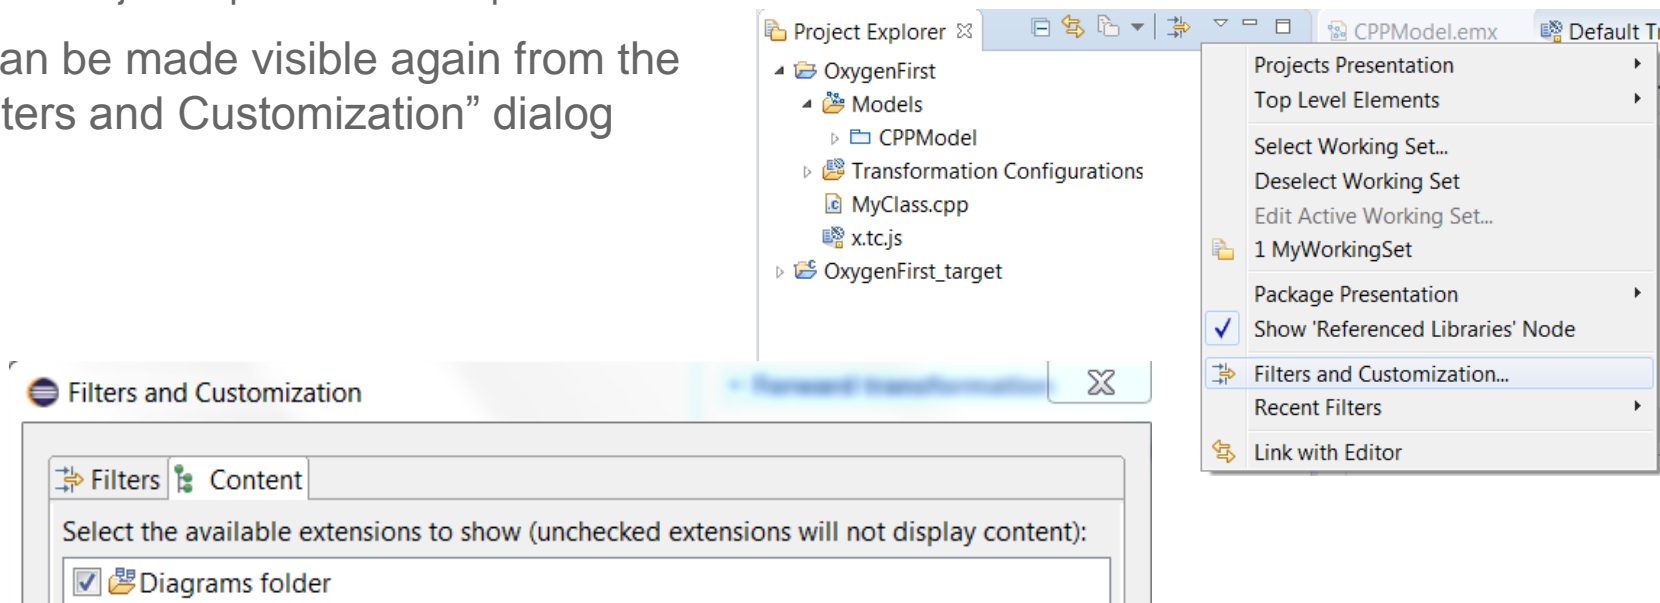 an be made visible again from the
ters and Customization” dialog
Project Explorer
CPPModel.emx
Default T
OxygenFirst
Models
CPPModel
Transformation Configurations
MyClass.cpp
x.tc.js
OxygenFirst_target
Projects Presentation
Top Level Elements
Select Working Set...
Deselect Working Set
Edit Active Working Set...
1 MyWorkingSet
Package Presentation
Show 'Referenced Libraries' Node
Filters and Customization...
Recent Filters
Link with Editor
Filters and Customization
Forward transformation
Filters
Content
Select the available extensions to show (unchecked extensions will not display content):
Diagrams folder